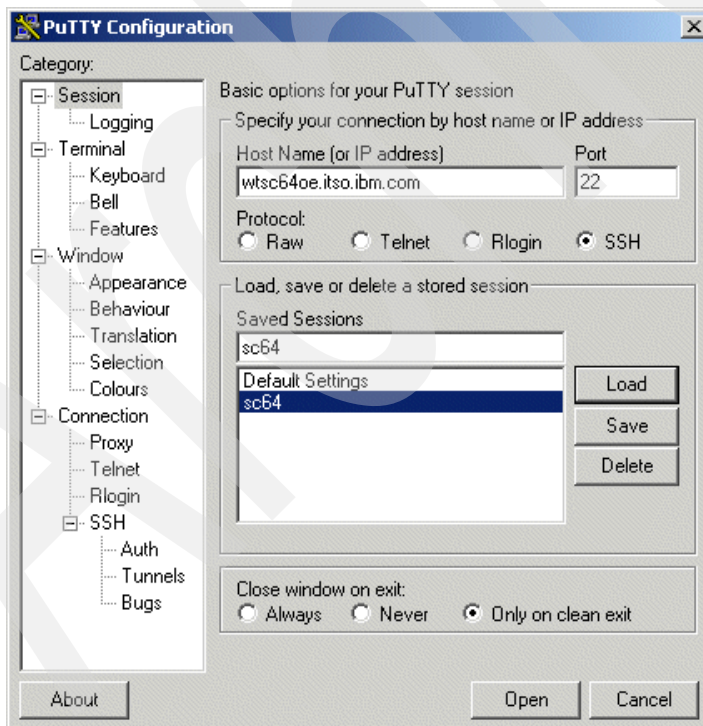 PuTTY Configuration
Category:
Session
Logging
Terminal
Keyboard
Bell
Features
Window
Appearance
Behaviour
Translation
Selection
Colours
Connection
Proxy
Telnet
Rlogin
SSH
Auth
Tunnels
Bugs
Basic options for your PuTTY session
Specify your connection by host name or IP address
Host Name (or IP address) Port
wtsc64oe.itso.ibm.com 22
Protocol:
Raw Telnet Rlogin SSH
Load, save or delete a stored session
Saved Sessions
sc64
Default Settings
sc64
Load
Save
Delete
Close window on exit:
Always Never Only on clean exit
About Open Cancel